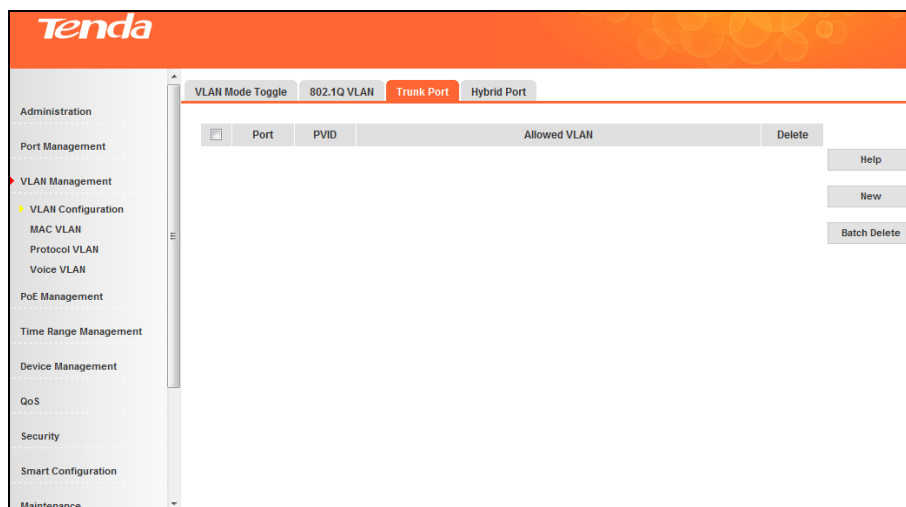 Tenda
VLAN Mode Toggle 802.1Q VLAN Trunk Port Hybrid Port
Administration
Port Management
VLAN Management
VLAN Configuration
MAC VLAN
Protocol VLAN
Voice VLAN
PoE Management
Time Range Management
Device Management
QoS
Security
Smart Configuration
Maintenance
Port PVID Allowed VLAN Delete
Help
New
Batch Delete